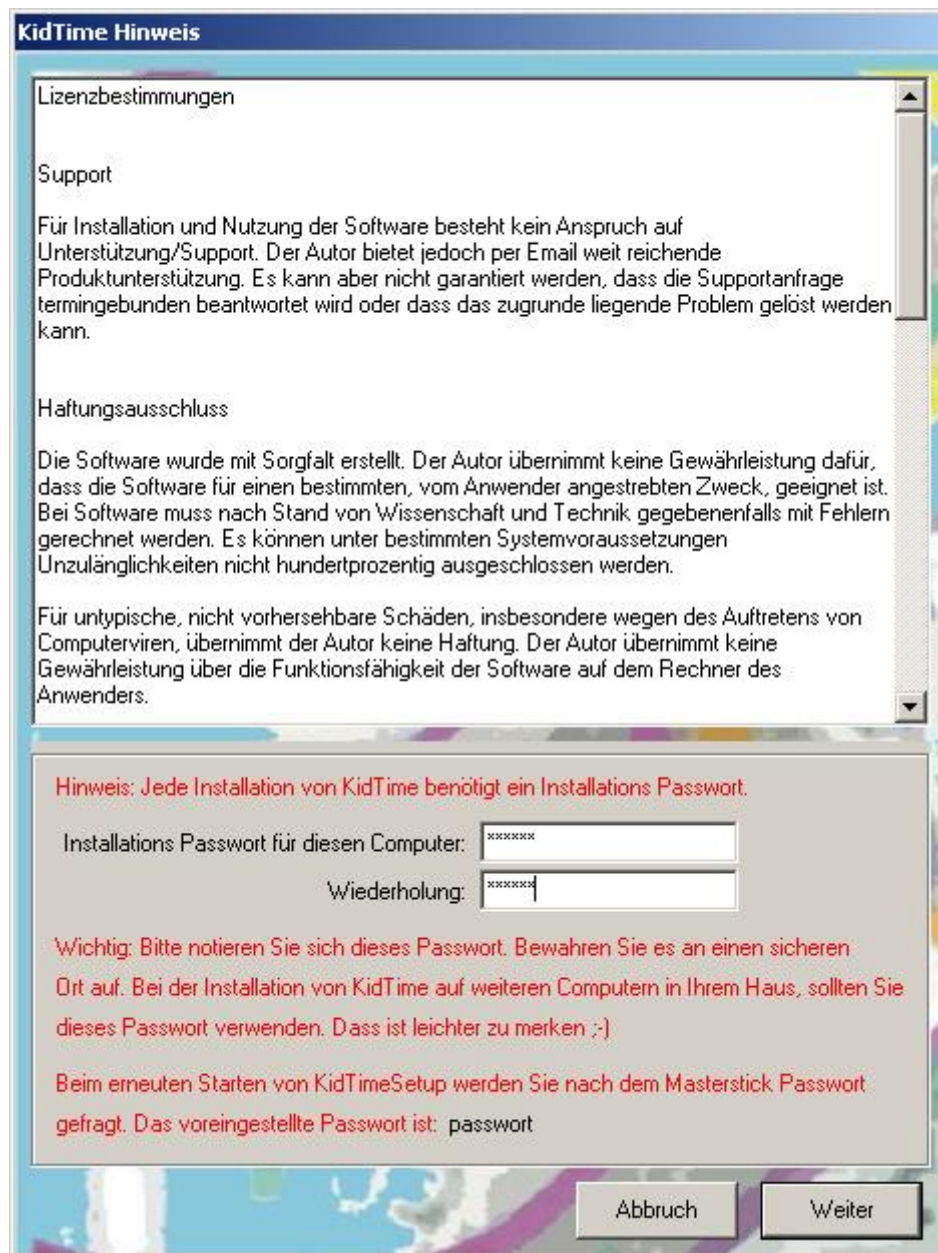 KidTime Hinweis
Lizenzbestimmungen
Support
Für Installation und Nutzung der Software besteht kein Anspruch auf
Unterstützung/Support. Der Autor bietet jedoch per Email weit reichende
Produktunterstützung. Es kann aber nicht garantiert werden, dass die Supportanfrage
termingebunden beantwortet wird oder dass das zugrunde liegende Problem gelöst werden
kann.
Haftungsausschluss
Die Software wurde mit Sorgfalt erstellt. Der Autor übernimmt keine Gewährleistung dafür,
dass die Software für einen bestimmten, vom Anwender angestrebten Zweck, geeignet ist.
Bei Software muss nach Stand von Wissenschaft und Technik gegebenenfalls mit Fehlern
gerechnet werden. Es können unter bestimmten Systemvoraussetzungen
Unzulänglichkeiten nicht hundertprozentig ausgeschlossen werden.
Für untypische, nicht vorhersehbare Schäden, insbesondere wegen des Auftretens von
Computerviren, übernimmt der Autor keine Haftung. Der Autor übernimmt keine
Gewährleistung über die Funktionsfähigkeit der Software auf dem Rechner des
Anwenders.
Hinweis: Jede Installation von KidTime benötigt ein Installations Passwort.
Installations Passwort für diesen Computer: ******
Wiederholung: ******
Wichtig: Bitte notieren Sie sich dieses Passwort. Bewahren Sie es an einen sicheren
Ort auf. Bei der Installation von KidTime auf weiteren Computern in Ihrem Haus, sollten Sie
dieses Passwort verwenden. Dass ist leichter zu merken ;-)
Beim erneuten Starten von KidTimeSetup werden Sie nach dem Masterstick Passwort
gefragt. Das voreingestellte Passwort ist: passwort
Abbruch Weiter